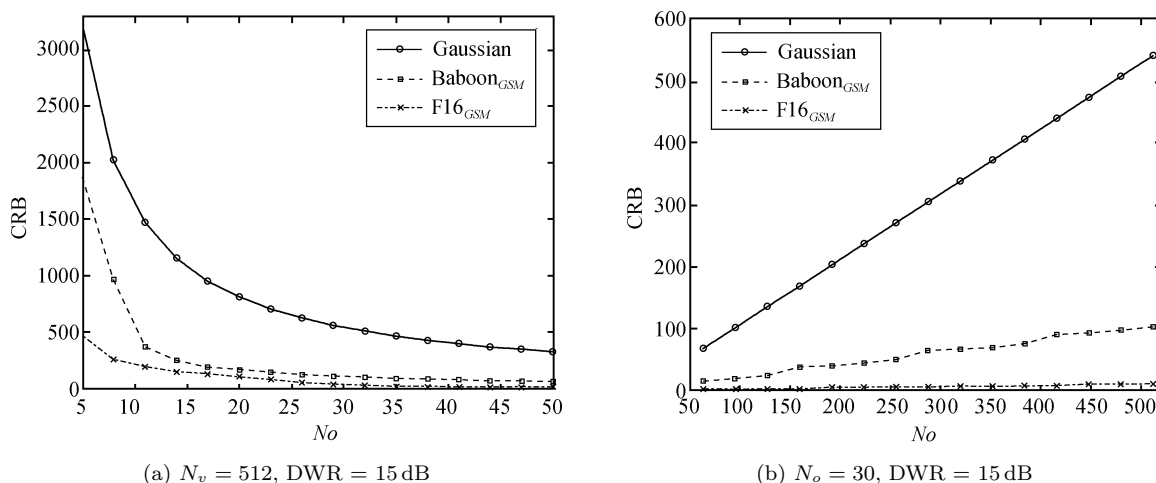 3000
2500
2000
1500
1000
500
0
CRB
Gaussian
Baboon_GSM
F16_GSM
5 10 15 20 25 30 35 40 45 50
No
(a) N_v = 512, DWR = 15 dB
600
500
400
300
200
100
0
CRB
Gaussian
Baboon_GSM
F16_GSM
50 100 150 200 250 300 350 400 450 500
No
(b) N_o = 30, DWR = 15 dB